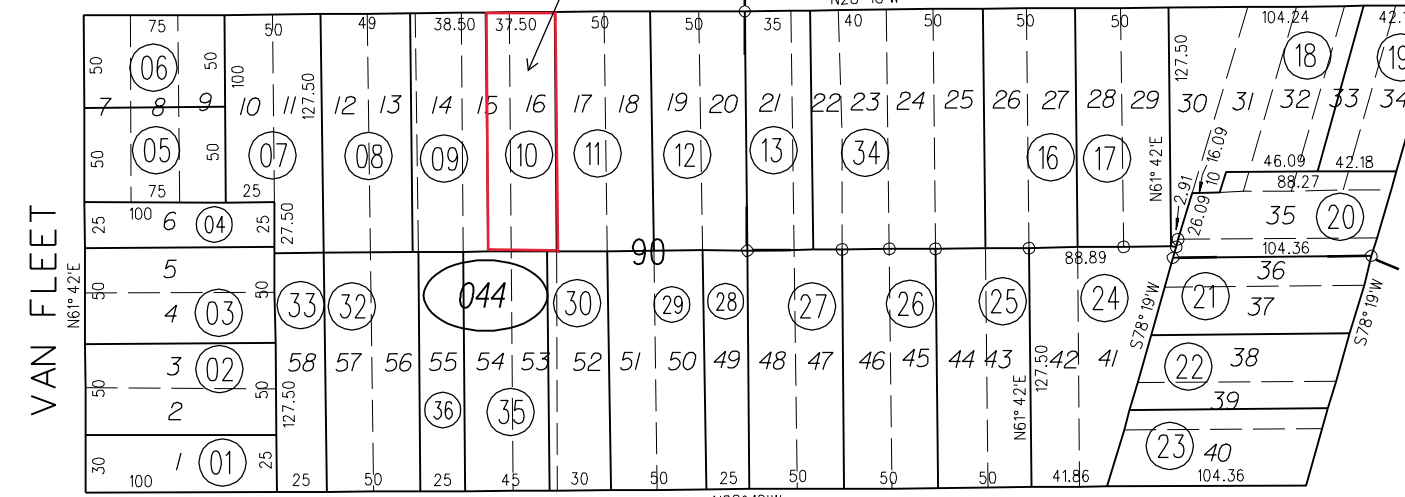 75 50 49 38.50 37.50 50 50 35 40 50 50 104.24
50 06 50 100 127.50 127.50 18 19
7 8 9 10 11 12 13 14 15 16 17 18 19 20 21 22 23 24 25 26 27 28 29 30 31 32 33 34
50 05 50 07 08 09 10 11 12 13 34 16 17 N61° 42'E 10 16.09 46.09 42.18
75 25 88.27
100 6 04 25 25 27.50 2.91 26.09 35 20
90 88.89 104.36
VAN FLEET
N61° 42'E
5 36
50 4 03 50 33 32 044 30 29 28 27 26 25 24 21 37
S78° 19'W S78° 19'W
3 02 58 57 56 55 54 53 52 51 50 49 48 47 46 45 44 43 42 41 22 38
50 2 50 127.50 36 35 N61° 42'E 127.50 39
30 1 01 25 23 40
100 25 50 25 45 30 50 25 50 50 50 41.86 104.36